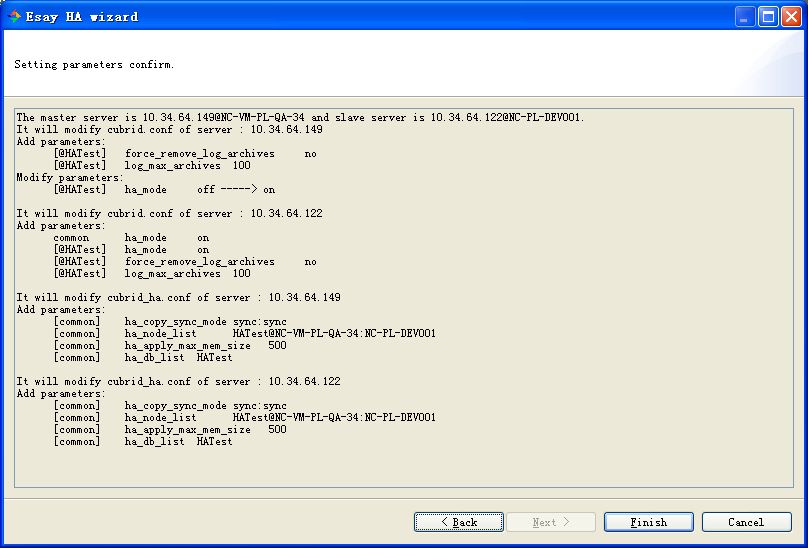 Esay HA wizard
Setting parameters confirm.
The master server is 10.34.64.149@NC-VM-PL-QA-34 and slave server is 10.34.64.122@NC-PL-DEV001.
It will modify cubrid.conf of server : 10.34.64.149
Add parameters:
[@HATest] force_remove_log_archives no
[@HATest] log_max_archives 100
Modify parameters:
[@HATest] ha_mode off -----> on
It will modify cubrid.conf of server : 10.34.64.122
Add parameters:
common ha_mode on
[@HATest] ha_mode on
[@HATest] force_remove_log_archives no
[@HATest] log_max_archives 100
It will modify cubrid_ha.conf of server : 10.34.64.149
Add parameters:
[common] ha_copy_sync_mode sync:sync
[common] ha_node_list HATest@NC-VM-PL-QA-34:NC-PL-DEV001
[common] ha_apply_max_mem_size 500
[common] ha_db_list HATest
It will modify cubrid_ha.conf of server : 10.34.64.122
Add parameters:
[common] ha_copy_sync_mode sync:sync
[common] ha_node_list HATest@NC-VM-PL-QA-34:NC-PL-DEV001
[common] ha_apply_max_mem_size 500
[common] ha_db_list HATest
< Back Next > Finish Cancel